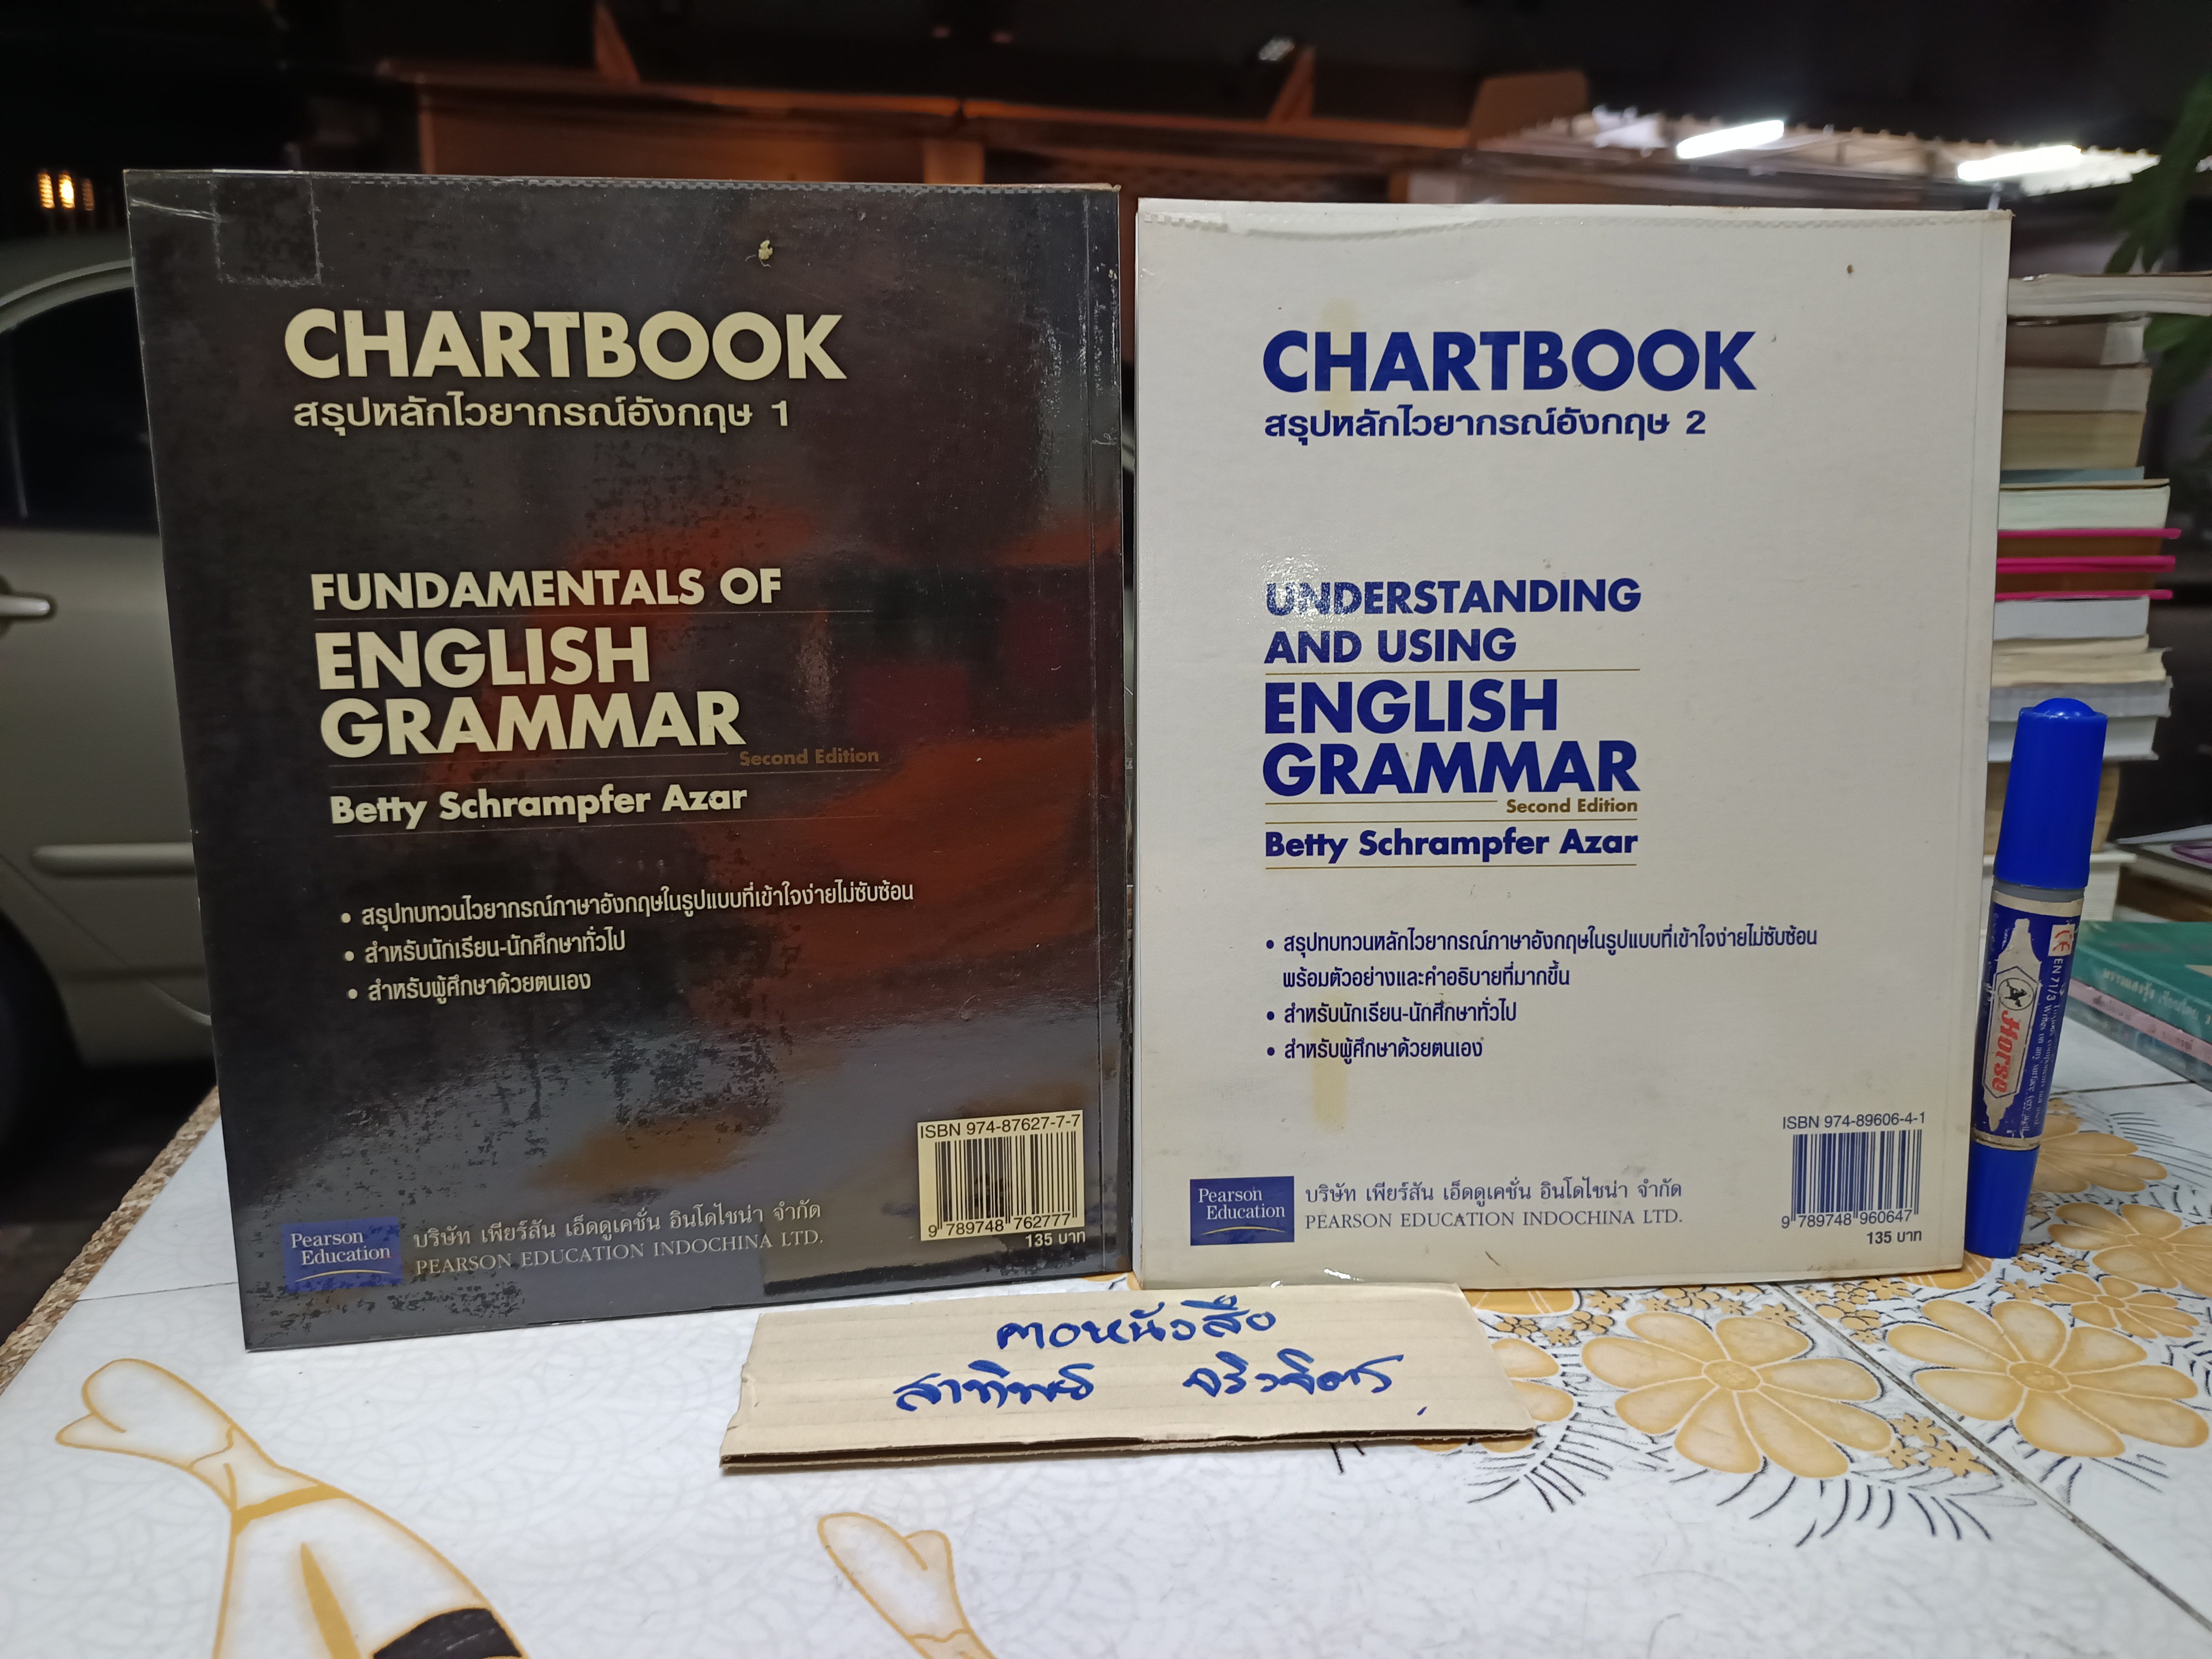 CHARTBOOK
สรุปหลักไวยากรณ์อังกฤษ 1
FUNDAMENTALS OF
ENGLISH
GRAMMAR
Second Edition
Betty Schrampfer Azar
• สรุปทบทวนไวยากรณ์ภาษาอังกฤษในรูปแบบที่เข้าใจง่ายไม่ซับซ้อน
• สำหรับนักเรียน-นักศึกษาทั่วไป
• สำหรับผู้ศึกษาด้วยตนเอง
ISBN 974-87627-7-7
9 789748 762777
135 บาท
Pearson
Education
บริษัท เพียร์สัน เอ็ดดูเคชั่น อินโดไชน่า จำกัด
PEARSON EDUCATION INDOCHINA LTD.
CHARTBOOK
สรุปหลักไวยากรณ์อังกฤษ 2
UNDERSTANDING
AND USING
ENGLISH
GRAMMAR
Second Edition
Betty Schrampfer Azar
• สรุปทบทวนหลักไวยากรณ์ภาษาอังกฤษในรูปแบบที่เข้าใจง่ายไม่ซับซ้อน
พร้อมตัวอย่างและคำอธิบายที่มากขึ้น
• สำหรับนักเรียน-นักศึกษาทั่วไป
• สำหรับผู้ศึกษาด้วยตนเอง
ISBN 974-89606-4-1
9 789748 960647
135 บาท
Pearson
Education
บริษัท เพียร์สัน เอ็ดดูเคชั่น อินโดไชน่า จำกัด
PEARSON EDUCATION INDOCHINA LTD.
CE EN 71/3
Horse
หนังสือ